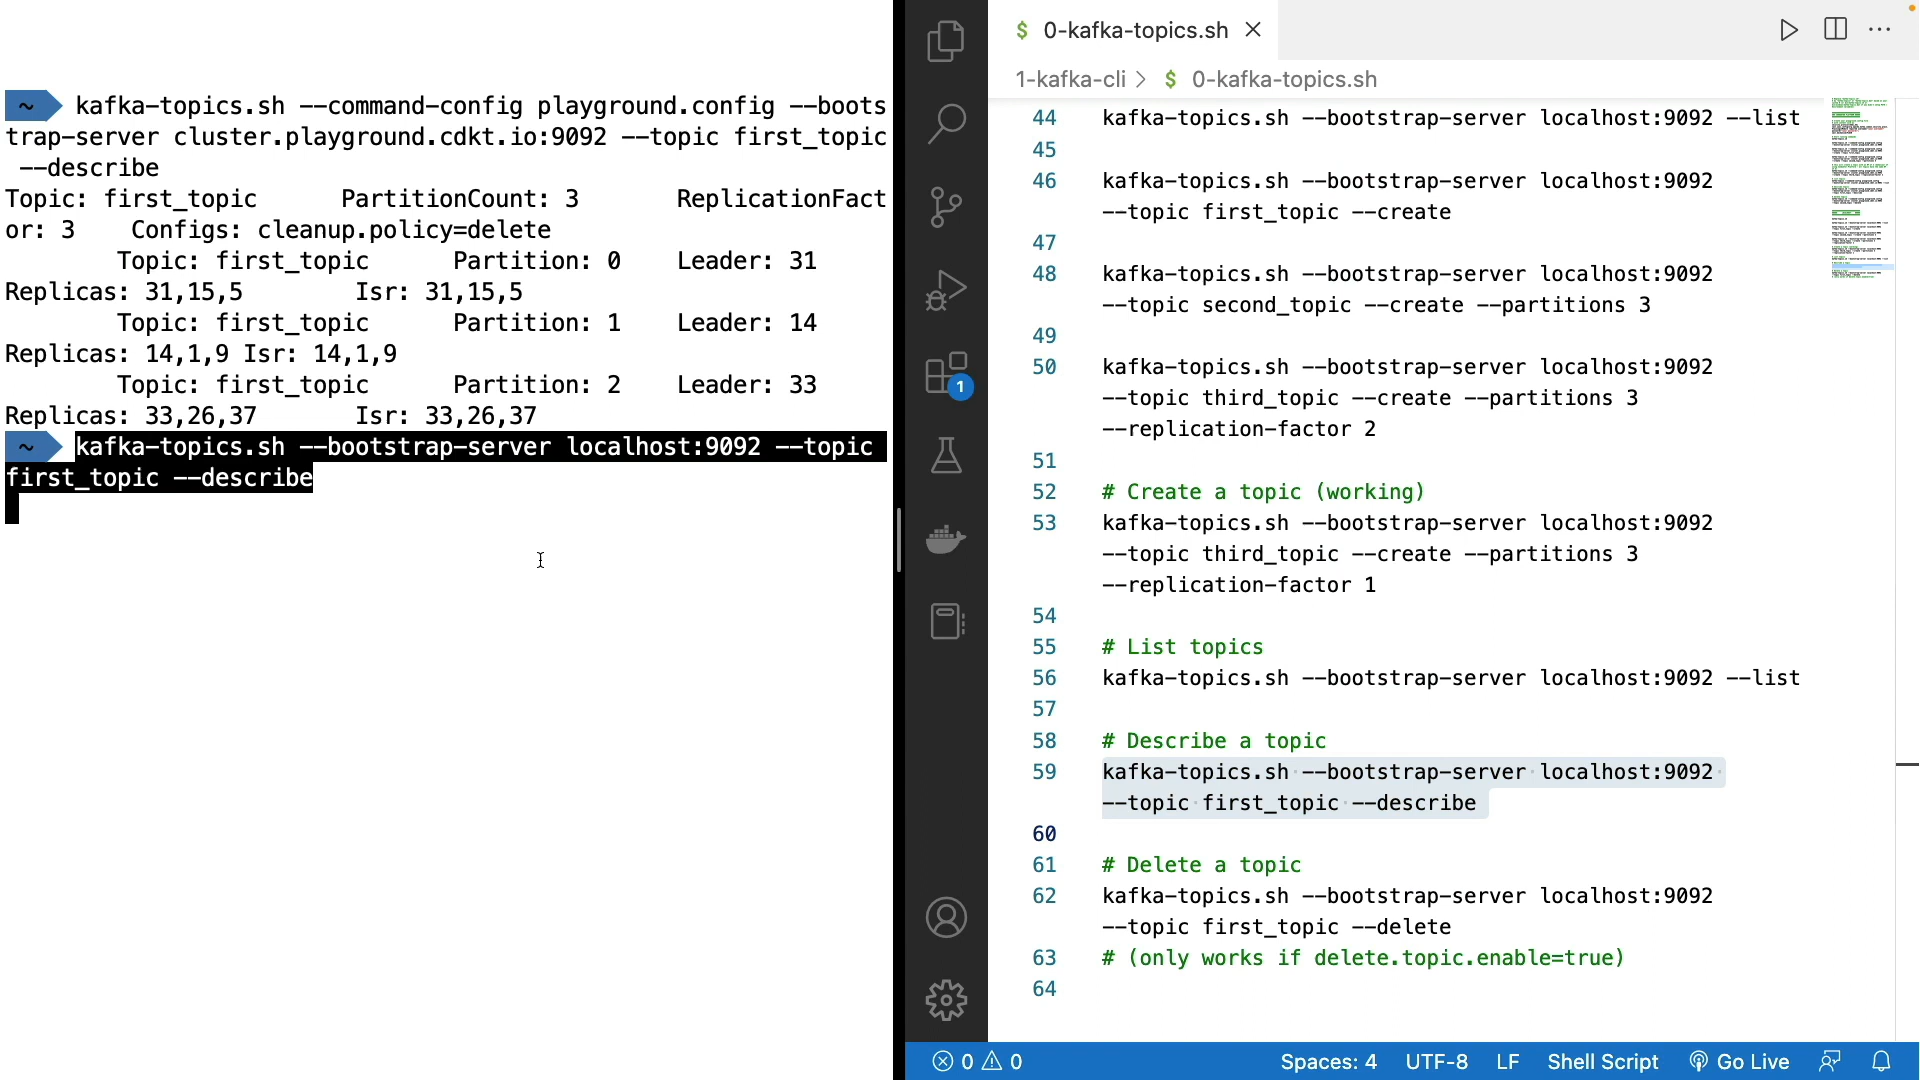 ~ kafka-topics.sh --command-config playground.config --boots
trap-server cluster.playground.cdkt.io:9092 --topic first_topic
--describe
Topic: first_topic PartitionCount: 3 ReplicationFact
or: 3 Configs: cleanup.policy=delete
Topic: first_topic Partition: 0 Leader: 31
Replicas: 31,15,5 Isr: 31,15,5
Topic: first_topic Partition: 1 Leader: 14
Replicas: 14,1,9 Isr: 14,1,9
Topic: first_topic Partition: 2 Leader: 33
Replicas: 33,26,37 Isr: 33,26,37
~ kafka-topics.sh --bootstrap-server localhost:9092 --topic
first_topic --describe
$ 0-kafka-topics.sh
1-kafka-cli > $ 0-kafka-topics.sh
44 kafka-topics.sh --bootstrap-server localhost:9092 --list
45
46 kafka-topics.sh --bootstrap-server localhost:9092
--topic first_topic --create
47
48 kafka-topics.sh --bootstrap-server localhost:9092
--topic second_topic --create --partitions 3
49
50 kafka-topics.sh --bootstrap-server localhost:9092
--topic third_topic --create --partitions 3
--replication-factor 2
51
52 # Create a topic (working)
53 kafka-topics.sh --bootstrap-server localhost:9092
--topic third_topic --create --partitions 3
--replication-factor 1
54
55 # List topics
56 kafka-topics.sh --bootstrap-server localhost:9092 --list
57
58 # Describe a topic
59 kafka-topics.sh --bootstrap-server localhost:9092
--topic first_topic --describe
60
61 # Delete a topic
62 kafka-topics.sh --bootstrap-server localhost:9092
--topic first_topic --delete
63 # (only works if delete.topic.enable=true)
64
1
0 0 Spaces: 4 UTF-8 LF Shell Script Go Live